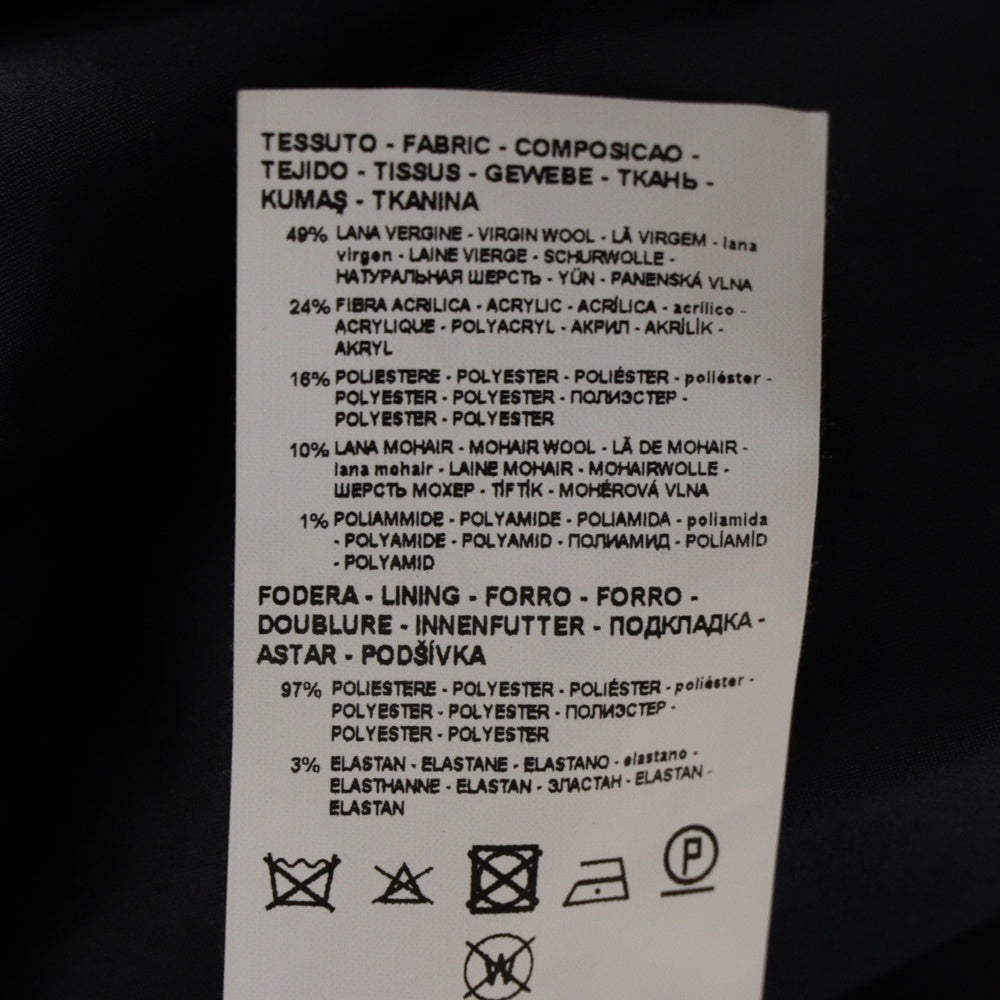 TESSUTO - FABRIC - COMPOSICAO -
TEJIDO - TISSUS - GEWEBE - ТКАНЬ -
KUMAŞ - TKANINA
49% LANA VERGINE - VIRGIN WOOL - LÃ VIRGEM - lana
virgen - LAINE VIERGE - SCHURWOLLE -
НАТУРАЛЬНАЯ ШЕРСТЬ - YÜN - PANENSKÁ VLNA
24% FIBRA ACRILICA - ACRYLIC - ACRÍLICA - acrílico -
ACRYLIQUE - POLYACRYL - АКРИЛ - AKRİLİK -
AKRYL
16% POLIESTERE - POLYESTER - POLIÉSTER - poliéster -
POLYESTER - POLYESTER - ПОЛИЭСТЕР -
POLYESTER - POLYESTER
10% LANA MOHAIR - MOHAIR WOOL - LÃ DE MOHAIR -
lana mohair - LAINE MOHAIR - MOHAIRWOLLE -
ШЕРСТЬ МОХЕР - TİFTİK - MOHÉROVÁ VLNA
1% POLIAMMIDE - POLYAMIDE - POLIAMIDA - poliamida
- POLYAMIDE - POLYAMID - ПОЛИАМИД - POLİAMİD
- POLYAMID
FODERA - LINING - FORRO - FORRO -
DOUBLURE - INNENFUTTER - ПОДКЛАДКА -
ASTAR - PODŠÍVKA
97% POLIESTERE - POLYESTER - POLIÉSTER - poliéster -
POLYESTER - POLYESTER - ПОЛИЭСТЕР -
POLYESTER - POLYESTER
3% ELASTAN - ELASTANE - ELASTANO - elastano -
ELASTHANNE - ELASTAN - ЭЛАСТАН - ELASTAN -
ELASTAN
P
W